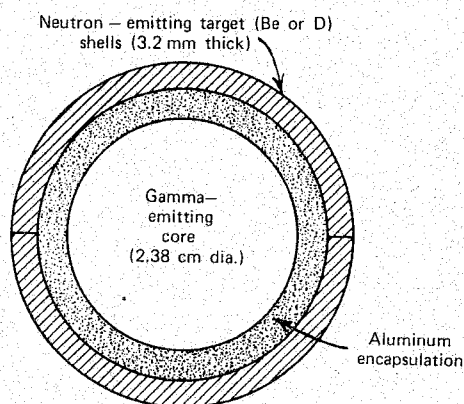 Neutron – emitting target (Be or D)
shells (3.2 mm thick)
Gamma–
emitting
core
(2.38 cm dia.)
Aluminum
encapsulation